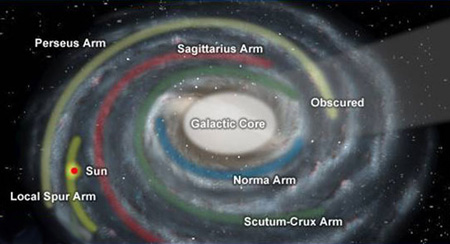 Perseus Arm
Sagittarius Arm
Obscured
Galactic Core
Sun
Norma Arm
Local Spur Arm
Scutum-Crux Arm